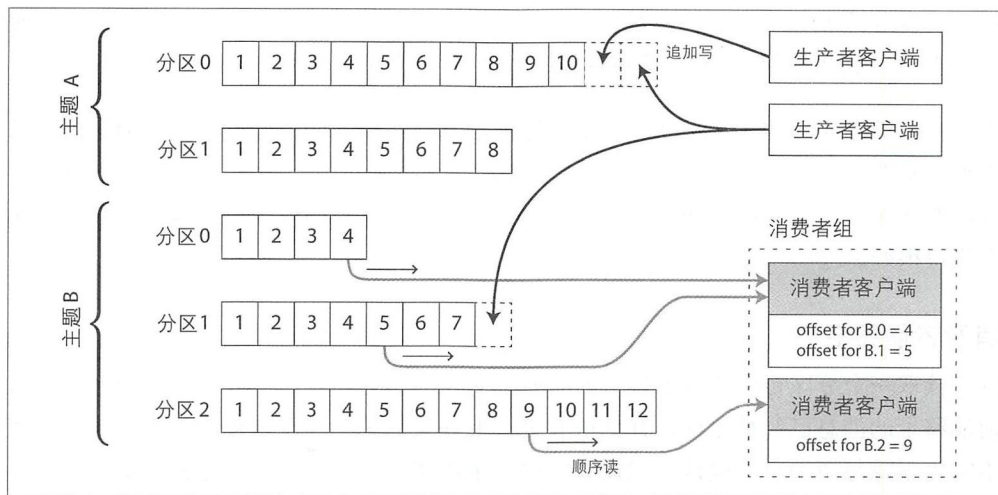 主题 A
分区0 1 2 3 4 5 6 7 8 9 10
追加写
生产者客户端
生产者客户端
分区1 1 2 3 4 5 6 7 8
主题 B
分区0 1 2 3 4
分区1 1 2 3 4 5 6 7
分区2 1 2 3 4 5 6 7 8 9 10 11 12
顺序读
消费者组
消费者客户端
offset for B.0 = 4
offset for B.1 = 5
消费者客户端
offset for B.2 = 9